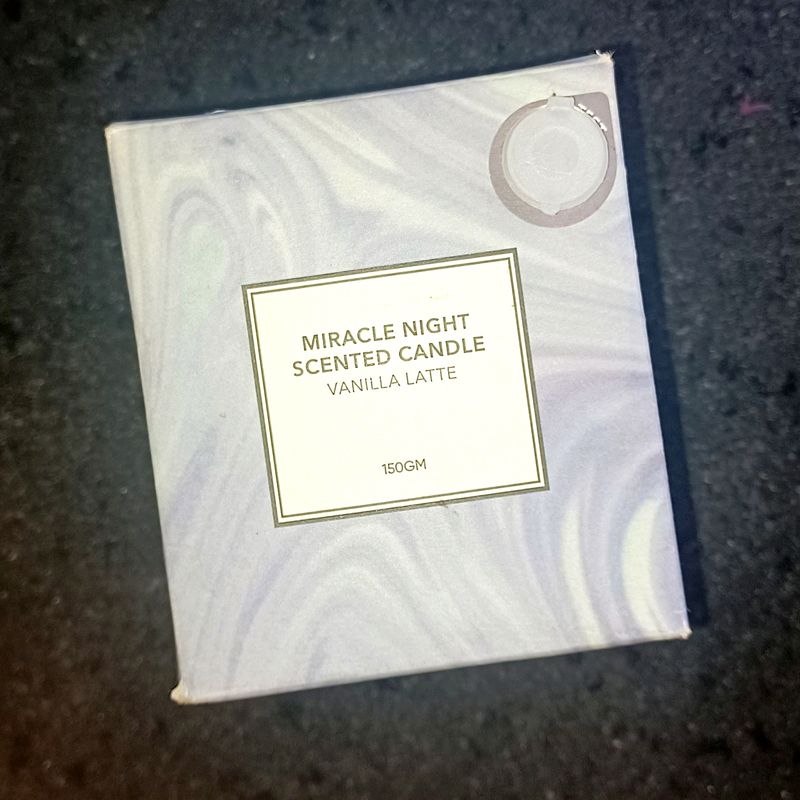 MIRACLE NIGHT
SCENTED CANDLE
VANILLA LATTE
150GM